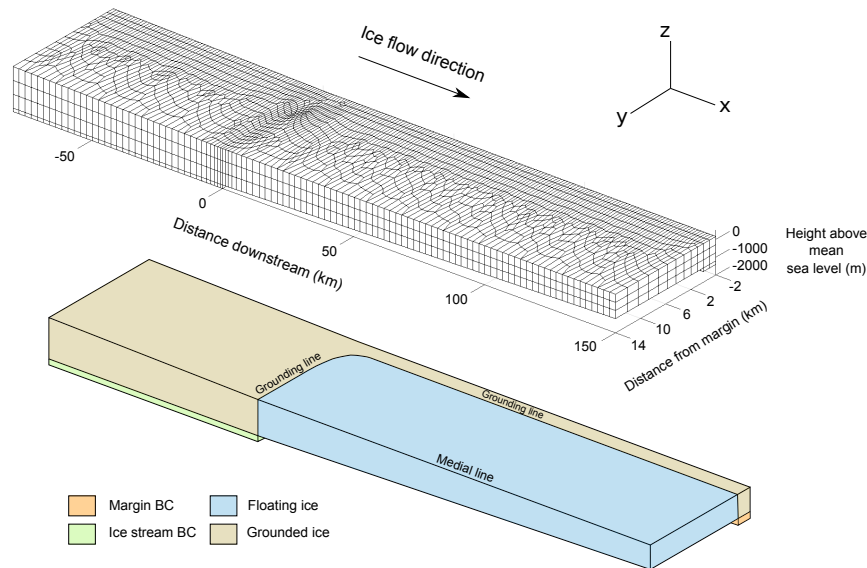 Ice flow direction
z
y
x
-50
0
50
100
150
Distance downstream (km)
0
-1000
-2000
Height above
mean
sea level (m)
-2
2
6
10
14
Distance from margin (km)
Grounding line
Grounding line
Medial line
Margin BC
Floating ice
Ice stream BC
Grounded ice